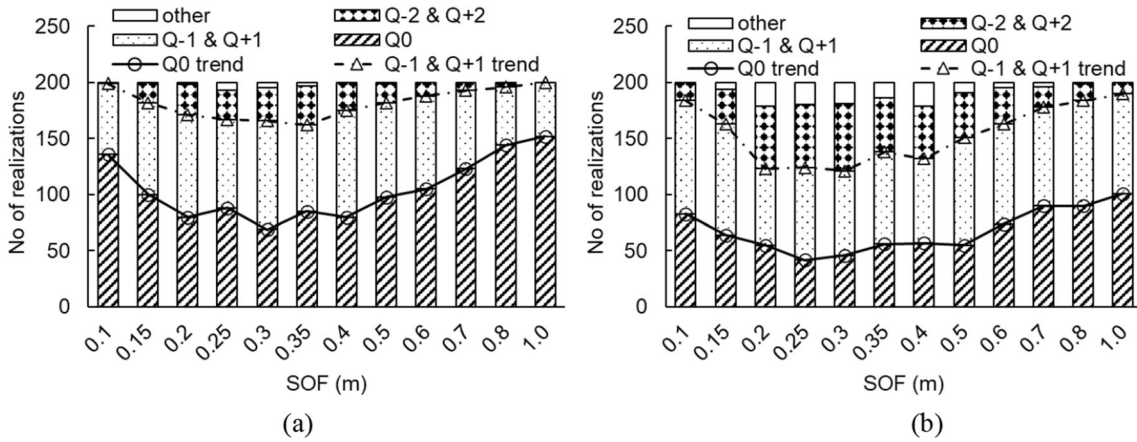 other
Q-2 & Q+2
Q-1 & Q+1
Q0
Q0 trend
Q-1 & Q+1 trend
No of realizations
250
200
150
100
50
0
0.1 0.15 0.2 0.25 0.3 0.35 0.4 0.5 0.6 0.7 0.8 1.0
SOF (m)
(a)
other
Q-2 & Q+2
Q-1 & Q+1
Q0
Q0 trend
Q-1 & Q+1 trend
No of realizations
250
200
150
100
50
0
0.1 0.15 0.2 0.25 0.3 0.35 0.4 0.5 0.6 0.7 0.8 1.0
SOF (m)
(b)